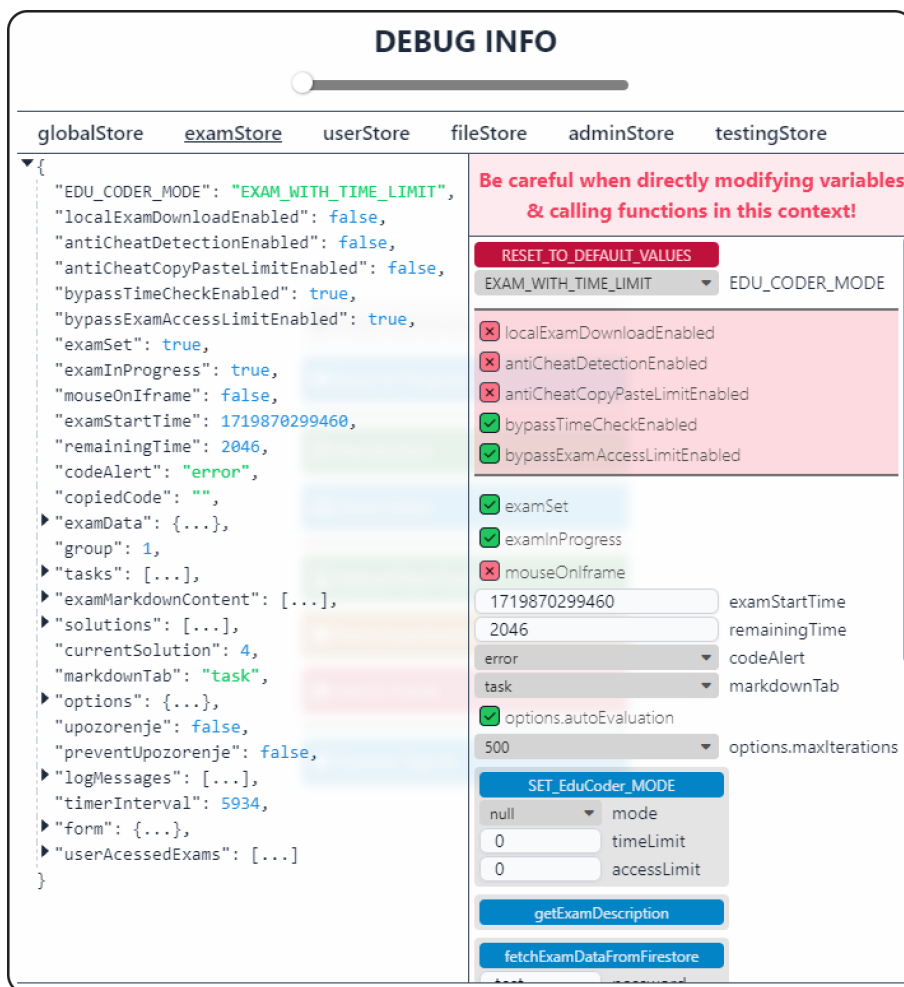 DEBUG INFO
globalStore examStore userStore fileStore adminStore testingStore
{
"EDU_CODER_MODE": "EXAM_WITH_TIME_LIMIT",
"localExamDownloadEnabled": false,
"antiCheatDetectionEnabled": false,
"antiCheatCopyPasteLimitEnabled": false,
"bypassTimeCheckEnabled": true,
"bypassExamAccessLimitEnabled": true,
"examSet": true,
"examInProgress": true,
"mouseOnIframe": false,
"examStartTime": 1719870299460,
"remainingTime": 2046,
"codeAlert": "error",
"copiedCode": "",
"examData": {...},
"group": 1,
"tasks": [...],
"examMarkdownContent": [...],
"solutions": [...],
"currentSolution": 4,
"markdownTab": "task",
"options": {...},
"upozorenje": false,
"preventUpozorenje": false,
"logMessages": [...],
"timerInterval": 5934,
"form": {...},
"userAcessedExams": [...]
}
Be careful when directly modifying variables
& calling functions in this context!
RESET_TO_DEFAULT_VALUES
EXAM_WITH_TIME_LIMIT EDU_CODER_MODE
localExamDownloadEnabled
antiCheatDetectionEnabled
antiCheatCopyPasteLimitEnabled
bypassTimeCheckEnabled
bypassExamAccessLimitEnabled
examSet
examInProgress
mouseOnIframe
1719870299460 examStartTime
2046 remainingTime
error codeAlert
task markdownTab
options.autoEvaluation
500 options.maxIterations
SET_EduCoder_MODE
null mode
0 timeLimit
0 accessLimit
getExamDescription
fetchExamDataFromFirestore